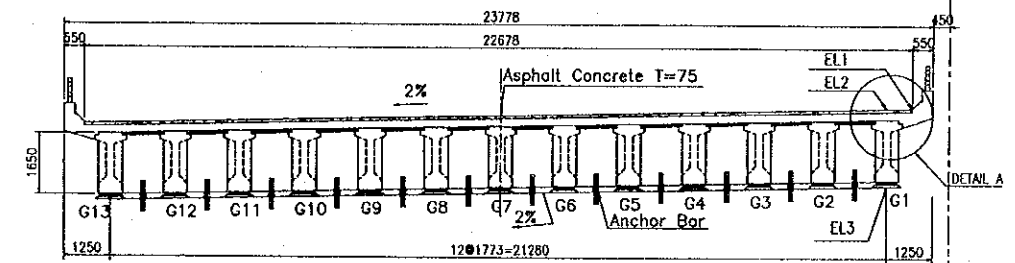 23778
450
550
22678
550
EL1
Asphalt Concrete T=75
EL2
2%
1650
DETAIL A
G13
G12
G11
G10
G9
G8
G7
G6
G5
G4
G3
G2
G1
2%
Anchor Bar
EL3
1250
12@1773=21280
1250